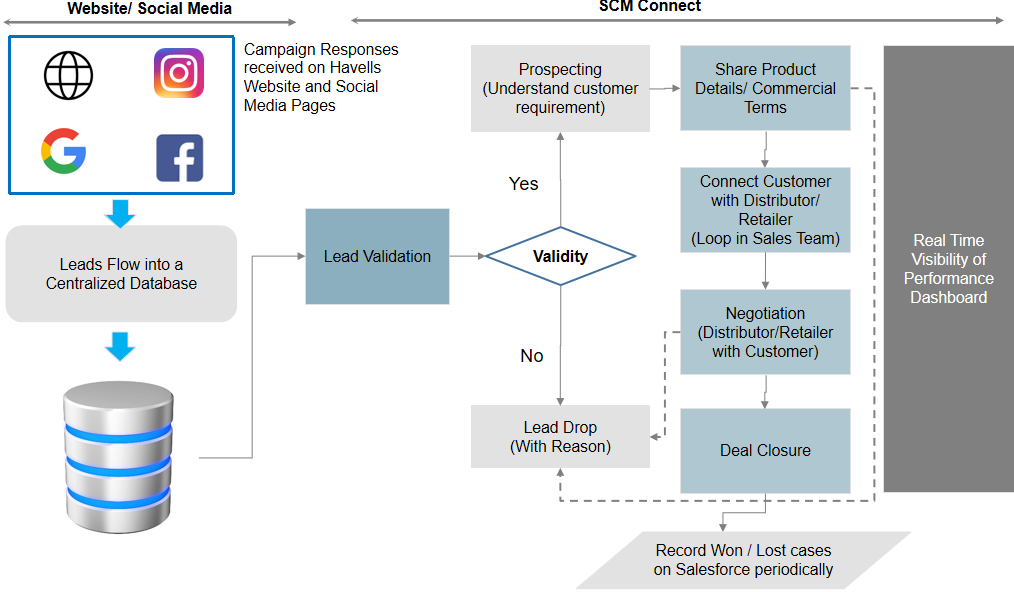 Website/ Social Media
SCM Connect
Campaign Responses
received on Havells
Website and Social
Media Pages
Leads Flow into a
Centralized Database
Lead Validation
Validity
Yes
No
Prospecting
(Understand customer
requirement)
Lead Drop
(With Reason)
Share Product
Details/ Commercial
Terms
Connect Customer
with Distributor/
Retailer
(Loop in Sales Team)
Negotiation
(Distributor/Retailer
with Customer)
Deal Closure
Record Won / Lost cases
on Salesforce periodically
Real Time
Visibility of
Performance
Dashboard